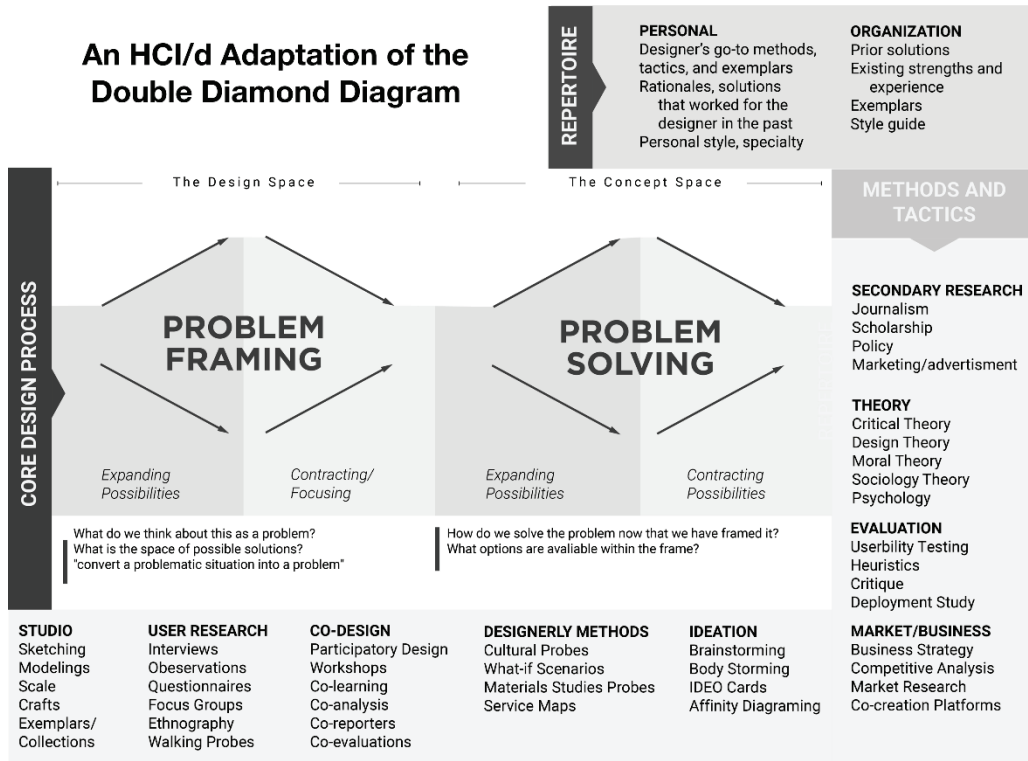 An HCI/d Adaptation of the
Double Diamond Diagram
REPERTOIRE
PERSONAL
Designer's go-to methods,
tactics, and exemplars
Rationales, solutions
that worked for the
designer in the past
Personal style, specialty
ORGANIZATION
Prior solutions
Existing strengths and
experience
Exemplars
Style guide
CORE DESIGN PROCESS
The Design Space
The Concept Space
PROBLEM
FRAMING
PROBLEM
SOLVING
Expanding
Possibilities
Contracting/
Focusing
Expanding
Possibilities
Contracting
Possibilities
What do we think about this as a problem?
What is the space of possible solutions?
"convert a problematic situation into a problem"
How do we solve the problem now that we have framed it?
What options are avaliable within the frame?
METHODS AND
TACTICS
SECONDARY RESEARCH
Journalism
Scholarship
Policy
Marketing/advertisment
THEORY
Critical Theory
Design Theory
Moral Theory
Sociology Theory
Psychology
EVALUATION
Userbility Testing
Heuristics
Critique
Deployment Study
MARKET/BUSINESS
Business Strategy
Competitive Analysis
Market Research
Co-creation Platforms
STUDIO
Sketching
Modelings
Scale
Crafts
Exemplars/
Collections
USER RESEARCH
Interviews
Obeservations
Questionnaires
Focus Groups
Ethnography
Walking Probes
CO-DESIGN
Participatory Design
Workshops
Co-learning
Co-analysis
Co-reporters
Co-evaluations
DESIGNERLY METHODS
Cultural Probes
What-if Scenarios
Materials Studies Probes
Service Maps
IDEATION
Brainstorming
Body Storming
IDEO Cards
Affinity Diagraming